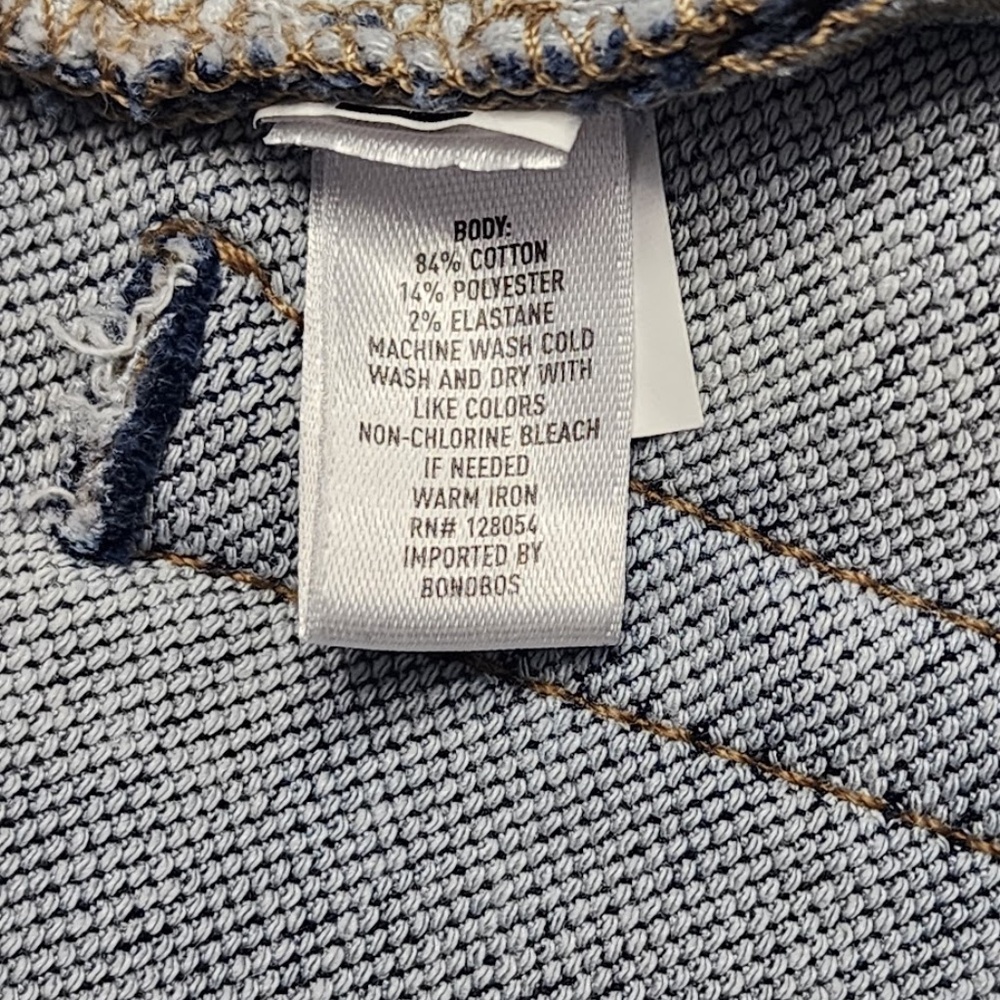 BODY:
84% COTTON
14% POLYESTER
2% ELASTANE
MACHINE WASH COLD
WASH AND DRY WITH
LIKE COLORS
NON-CHLORINE BLEACH
IF NEEDED
WARM IRON
RN# 128054
IMPORTED BY
BONOBOS